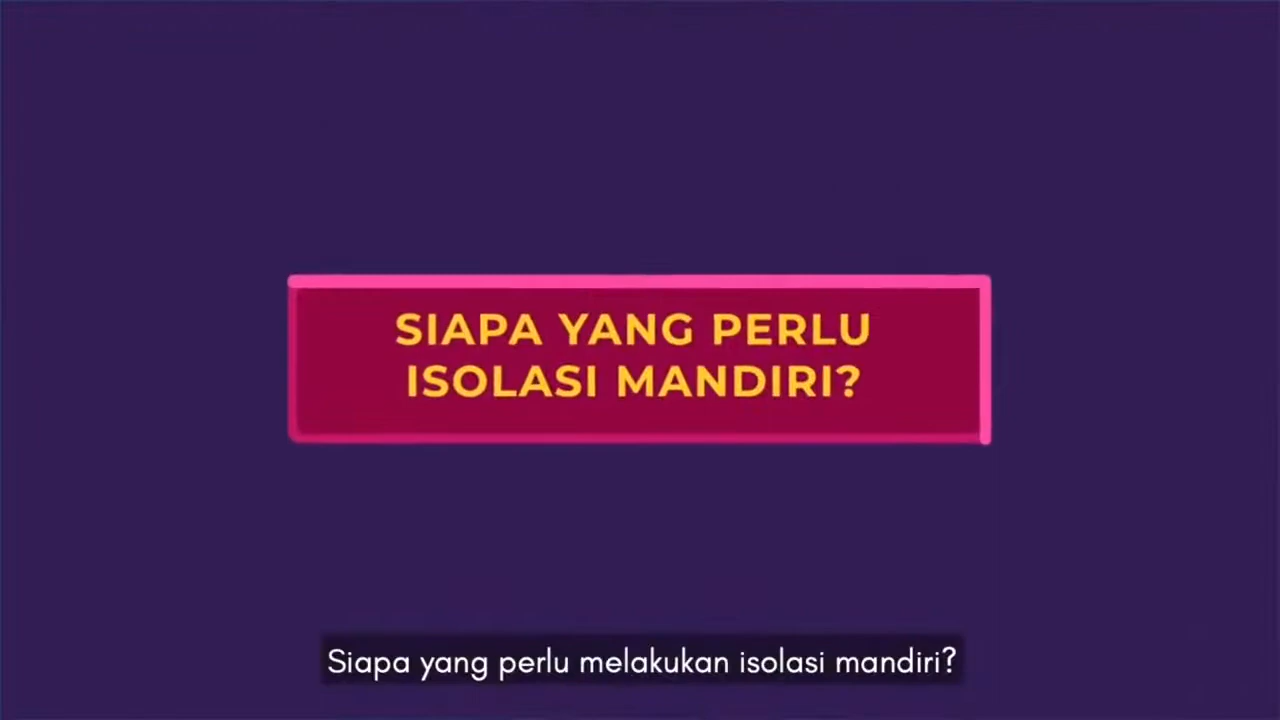 SIAPA YANG PERLU
ISOLASI MANDIRI?
Siapa yang perlu melakukan isolasi mandiri?